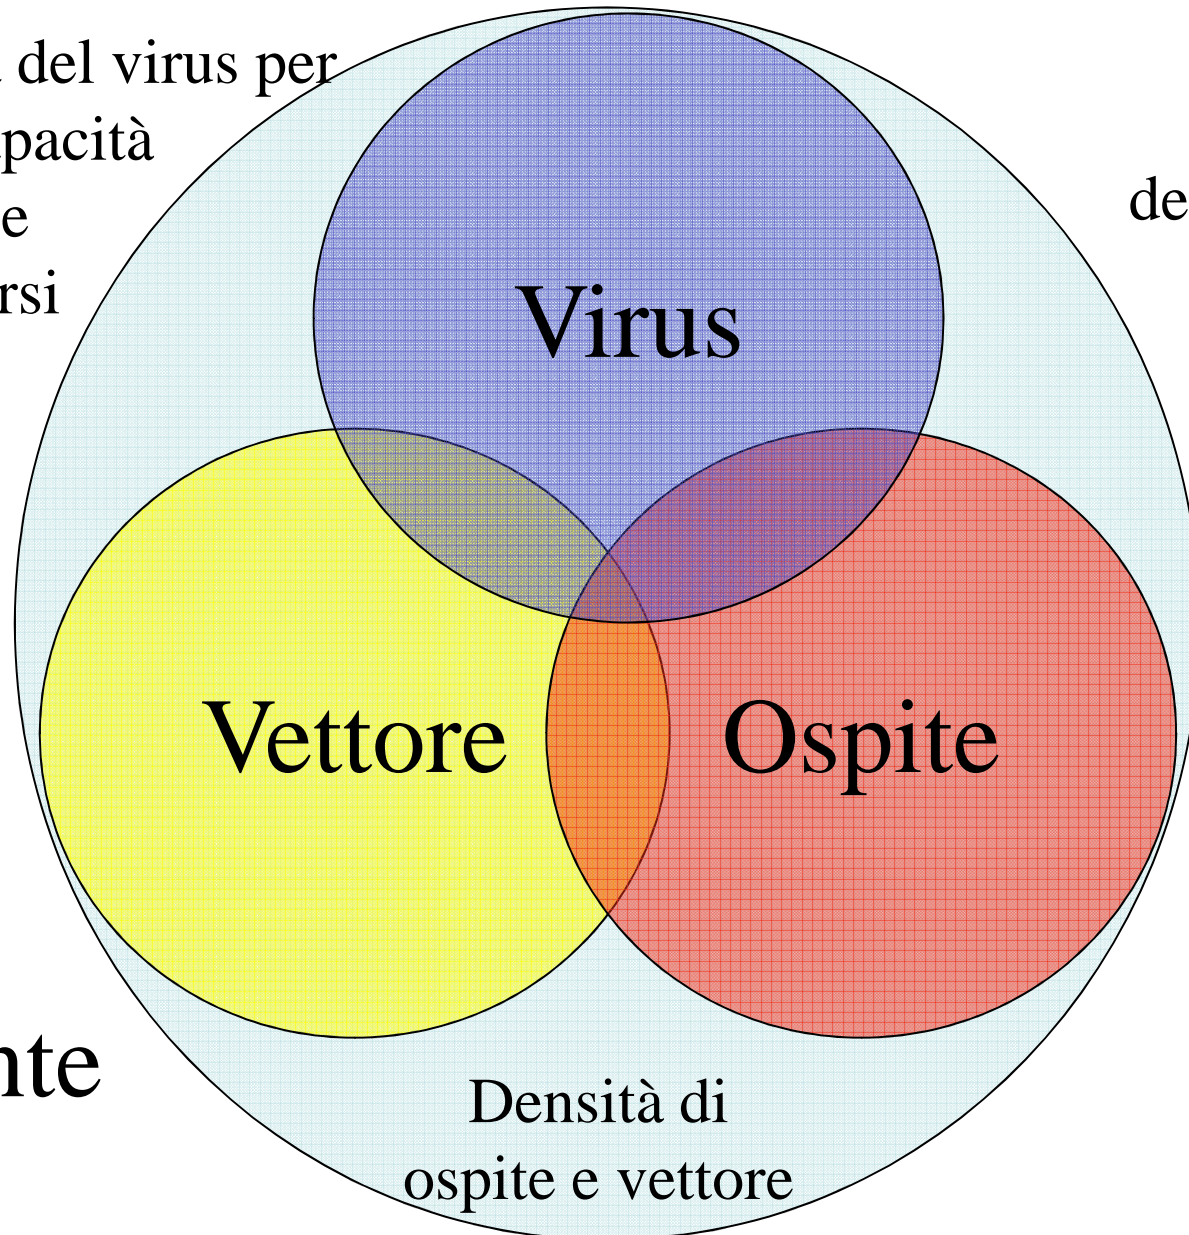 del virus per
pacità
e
rsi
de
Virus
Vettore
Ospite
nte
Densità di
ospite e vettore